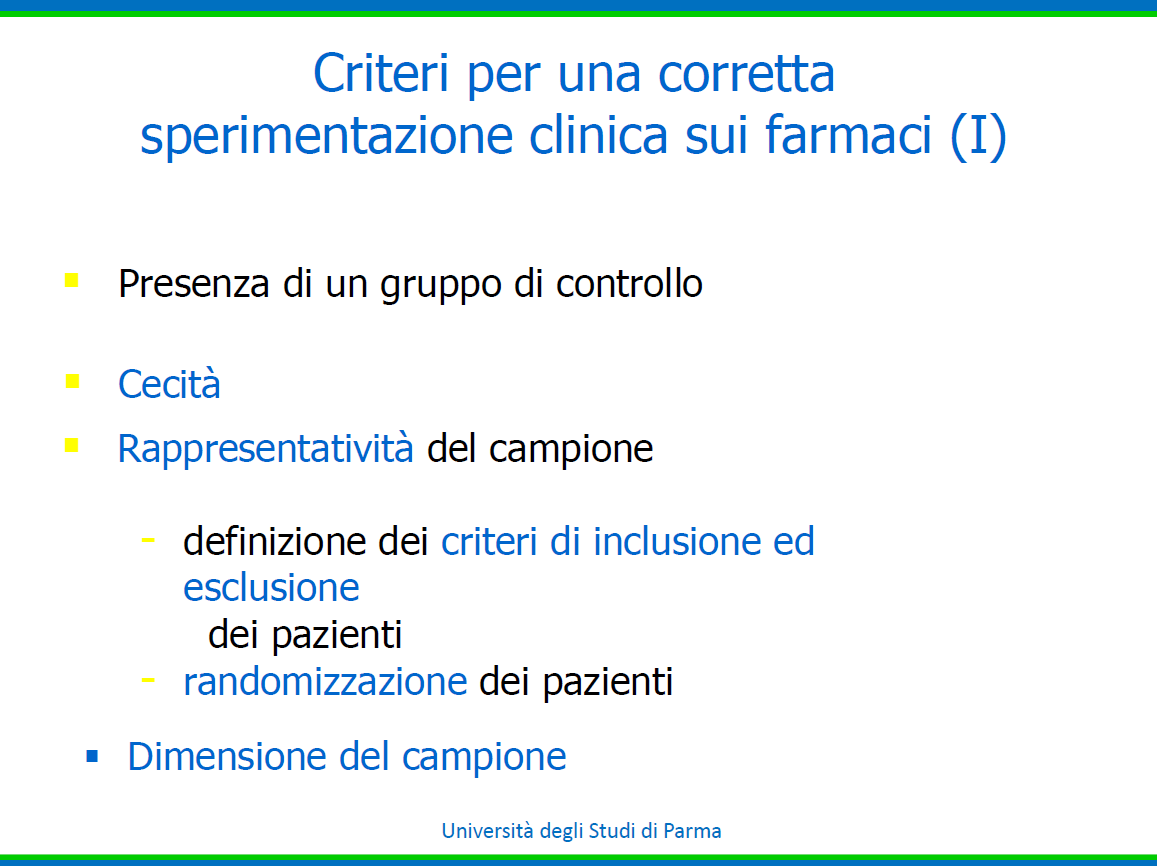 Criteri per una corretta
sperimentazione clinica sui farmaci (I)
Presenza di un gruppo di controllo
Cecità
Rappresentatività del campione
- definizione dei criteri di inclusione ed
esclusione
dei pazienti
- randomizzazione dei pazienti
Dimensione del campione
Università degli Studi di Parma